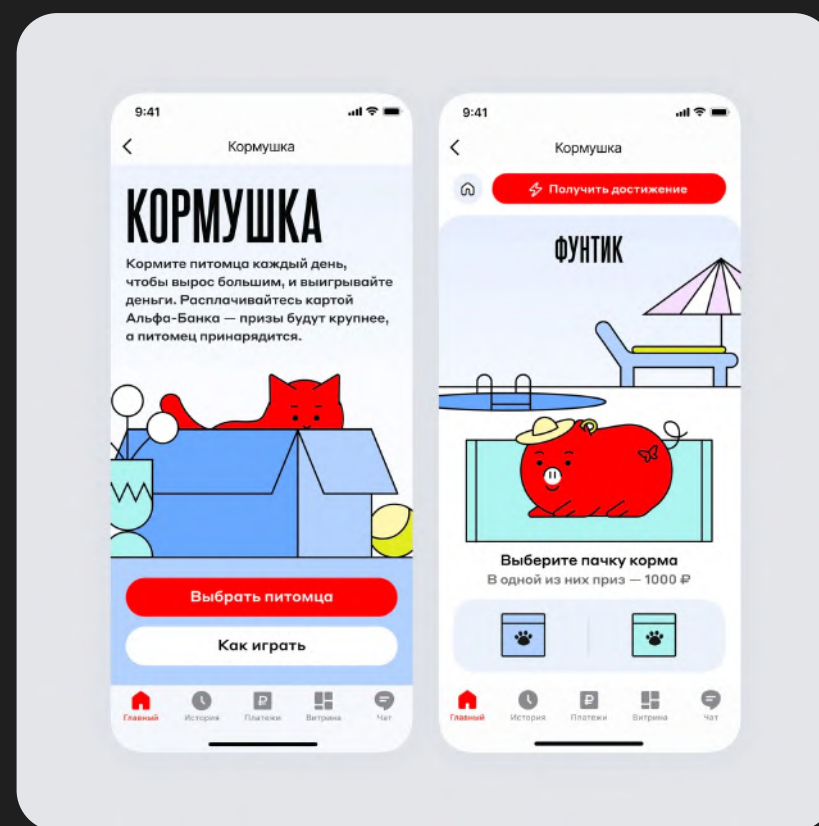 9:41
Кормушка
КОРМУШКА
Кормите питомца каждый день,
чтобы вырос большим, и выигрывайте
деньги. Расплачивайтесь картой
Альфа-Банка — призы будут крупнее,
а питомец принарядится.
Выбрать питомца
Как играть
Главный
История
Платежи
Витрина
Чат
9:41
Кормушка
Получить достижение
ФУНТИК
Выберите пачку корма
В одной из них приз — 1000 ₽
Главный
История
Платежи
Витрина
Чат